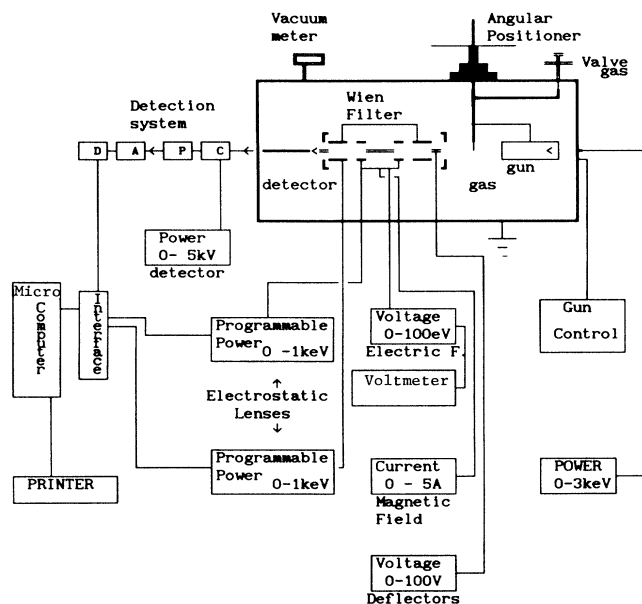 Vacuum
meter
Angular
Positioner
Valve
gas
Wien
Filter
Detection
system
D
A
P
C
detector
gas
gun
Power
0- 5kV
detector
Micro
Computer
Interface
Programmable
Power
0 -1keV
Voltage
0-100eV
Electric F.
Voltmeter
Gun
Control
Electrostatic
Lenses
Programmable
Power
0-1keV
PRINTER
Current
0 - 5A
Magnetic
Field
POWER
0-3keV
Voltage
0-100V
Deflectors